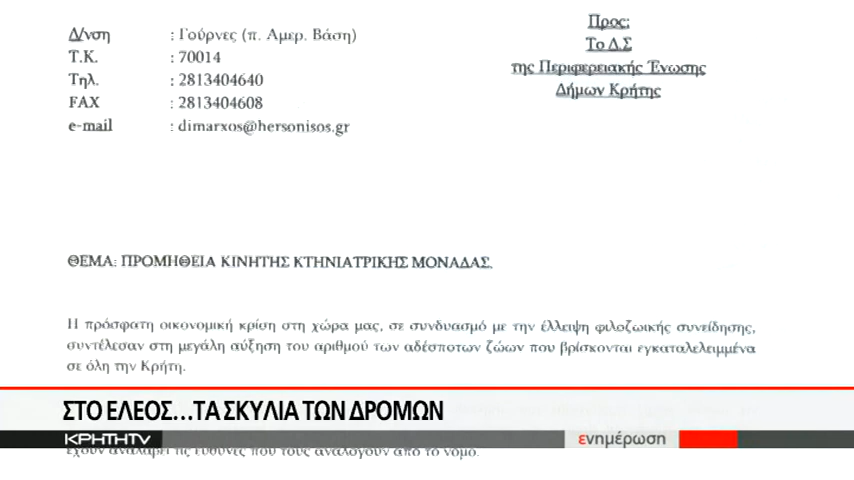 Δ/νση : Γούρνες (π. Αμερ. Βάση)
Τ.Κ. : 70014
Τηλ. : 2813404640
FAX : 2813404608
e-mail : dimarxos@hersonisos.gr
Προς:
Το Δ.Σ
της Περιφερειακής Ένωσης
Δήμων Κρήτης
ΘΕΜΑ: ΠΡΟΜΗΘΕΙΑ ΚΙΝΗΤΗΣ ΚΤΗΝΙΑΤΡΙΚΗΣ ΜΟΝΑΔΑΣ.
Η πρόσφατη οικονομική κρίση στη χώρα μας, σε συνδυασμό με την έλλειψη φιλοζωικής συνείδησης,
συντέλεσαν στη μεγάλη αύξηση του αριθμού των αδέσποτων ζώων που βρίσκονται εγκαταλελειμμένα
σε όλη την Κρήτη.
ΣΤΟ ΕΛΕΟΣ...ΤΑ ΣΚΥΛΙΑ ΤΩΝ ΔΡΟΜΩΝ
ΚΡΗΤΗTV
ενημέρωση
έχουν αναλάβει τις ευθύνες που τους αναλογούν από το νόμο.